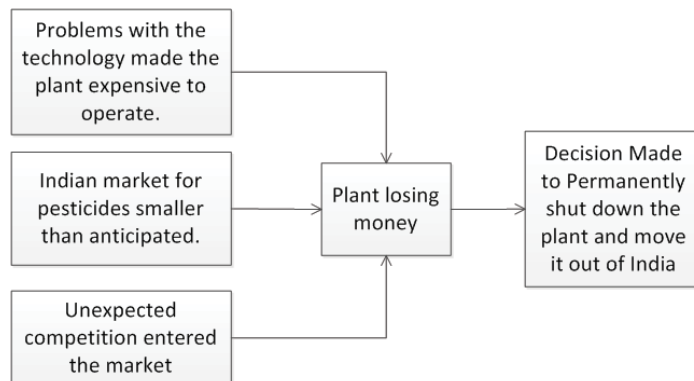 Problems with the
technology made the
plant expensive to
operate.
Indian market for
pesticides smaller
than anticipated.
Unexpected
competition entered
the market
Plant losing
money
Decision Made
to Permanently
shut down the
plant and move
it out of India